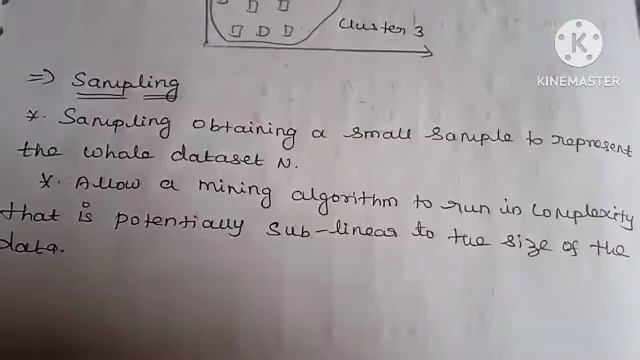 Cluster 3
K
KINEMASTER
=> Sampling
* Sampling obtaining a small sample to represent
the whole dataset N.
* Allow a mining algorithm to run in complexity
that is potentially sub-linear to the size of the
data.